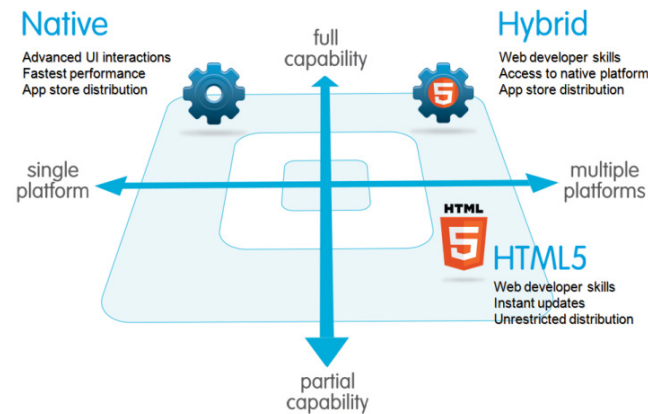 Native
Advanced UI interactions
Fastest performance
App store distribution
full
capability
Hybrid
Web developer skills
Access to native platform
App store distribution
5
single
platform
multiple
platforms
HTML
5
HTML5
Web developer skills
Instant updates
Unrestricted distribution
partial
capability